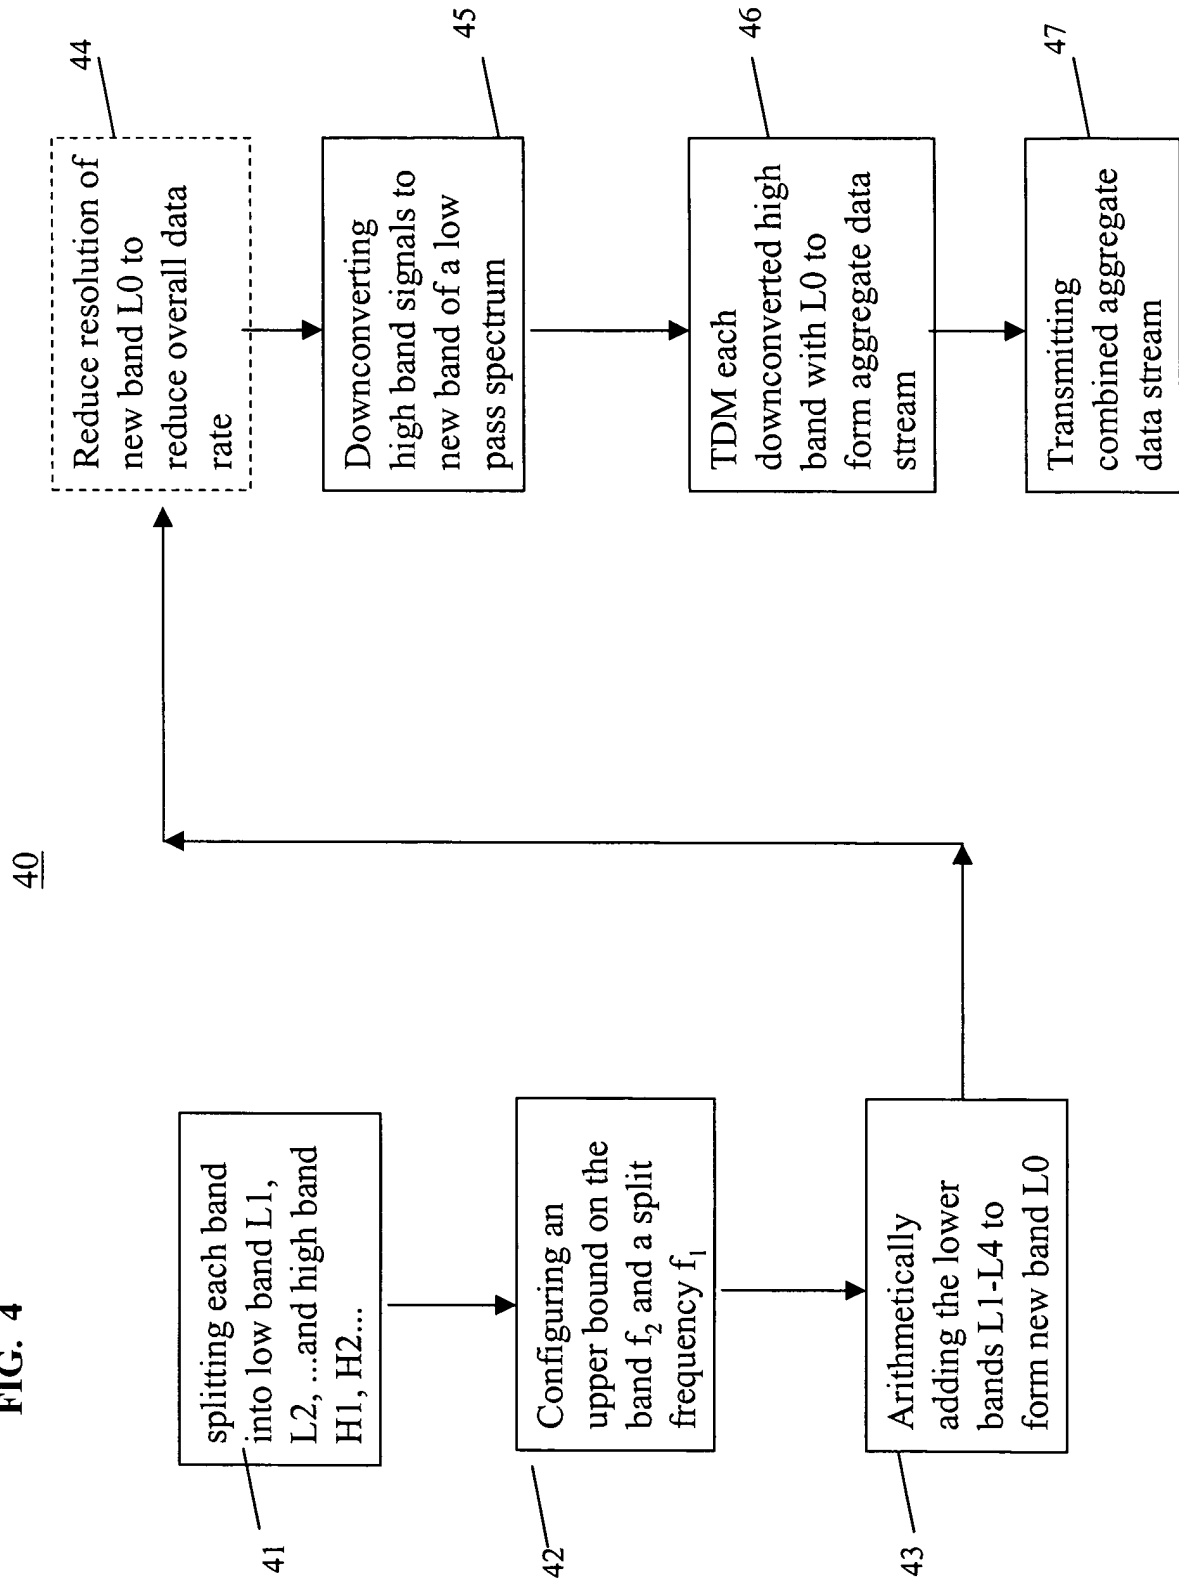 FIG. 4
40
splitting each band
into low band L1,
L2, ...and high band
H1, H2...
41
Configuring an
upper bound on the
band f₂ and a split
frequency f₁
42
Arithmetically
adding the lower
bands L1-L4 to
form new band L0
43
Reduce resolution of
new band L0 to
reduce overall data
rate
44
Downconverting
high band signals to
new band of a low
pass spectrum
45
TDM each
downconverted high
band with L0 to
form aggregate data
stream
46
Transmitting
combined aggregate
data stream
47